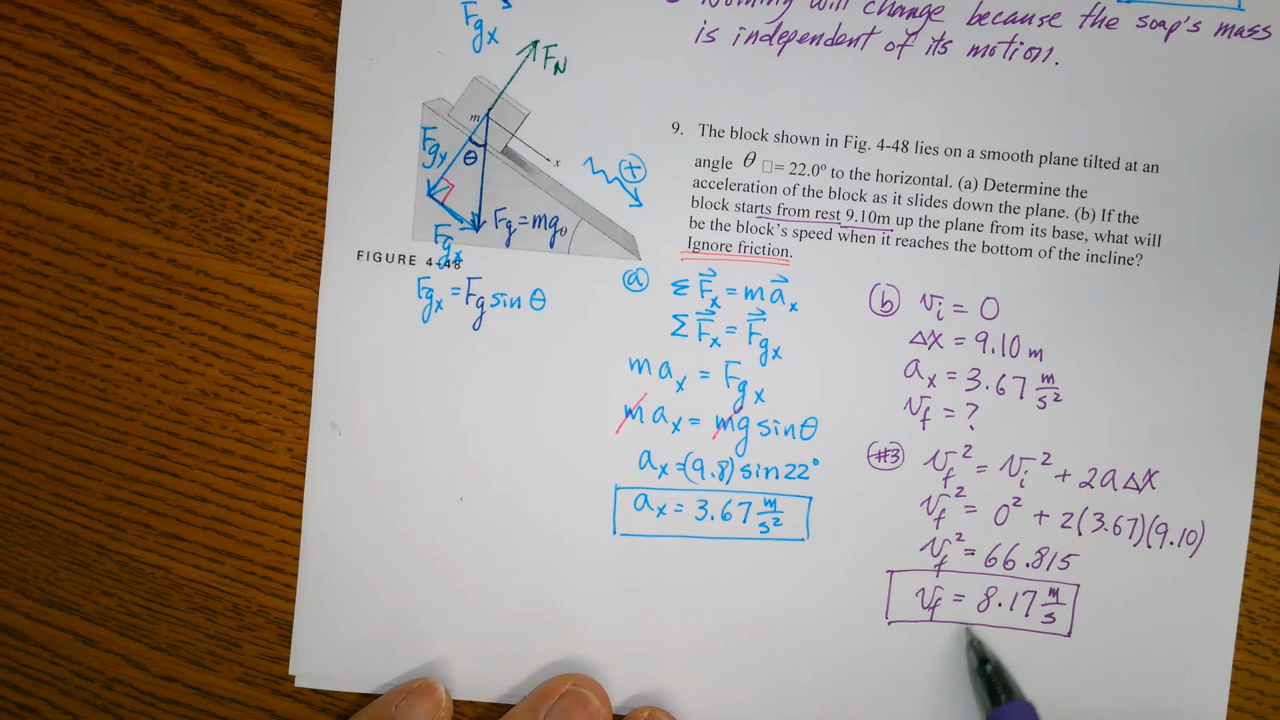 will change because the soap's mass
is independent of its motion.
Fgx
FN
m
θ
x
Fgy
+
Fg = mg
θ
Fgx
FIGURE 4-48
Fgx = Fg sin θ
9. The block shown in Fig. 4-48 lies on a smooth plane tilted at an
angle θ □= 22.0° to the horizontal. (a) Determine the
acceleration of the block as it slides down the plane. (b) If the
block starts from rest 9.10m up the plane from its base, what will
be the block's speed when it reaches the bottom of the incline?
Ignore friction.
(a) ΣFx = max
ΣFx = Fgx
max = Fgx
max = mg sinθ
ax = (9.8) sin22°
ax = 3.67 m/s²
(b) vi = 0
Δx = 9.10 m
ax = 3.67 m/s²
vf = ?
#3 vf² = vi² + 2aΔx
vf² = 0² + 2(3.67)(9.10)
vf² = 66.815
vf = 8.17 m/s